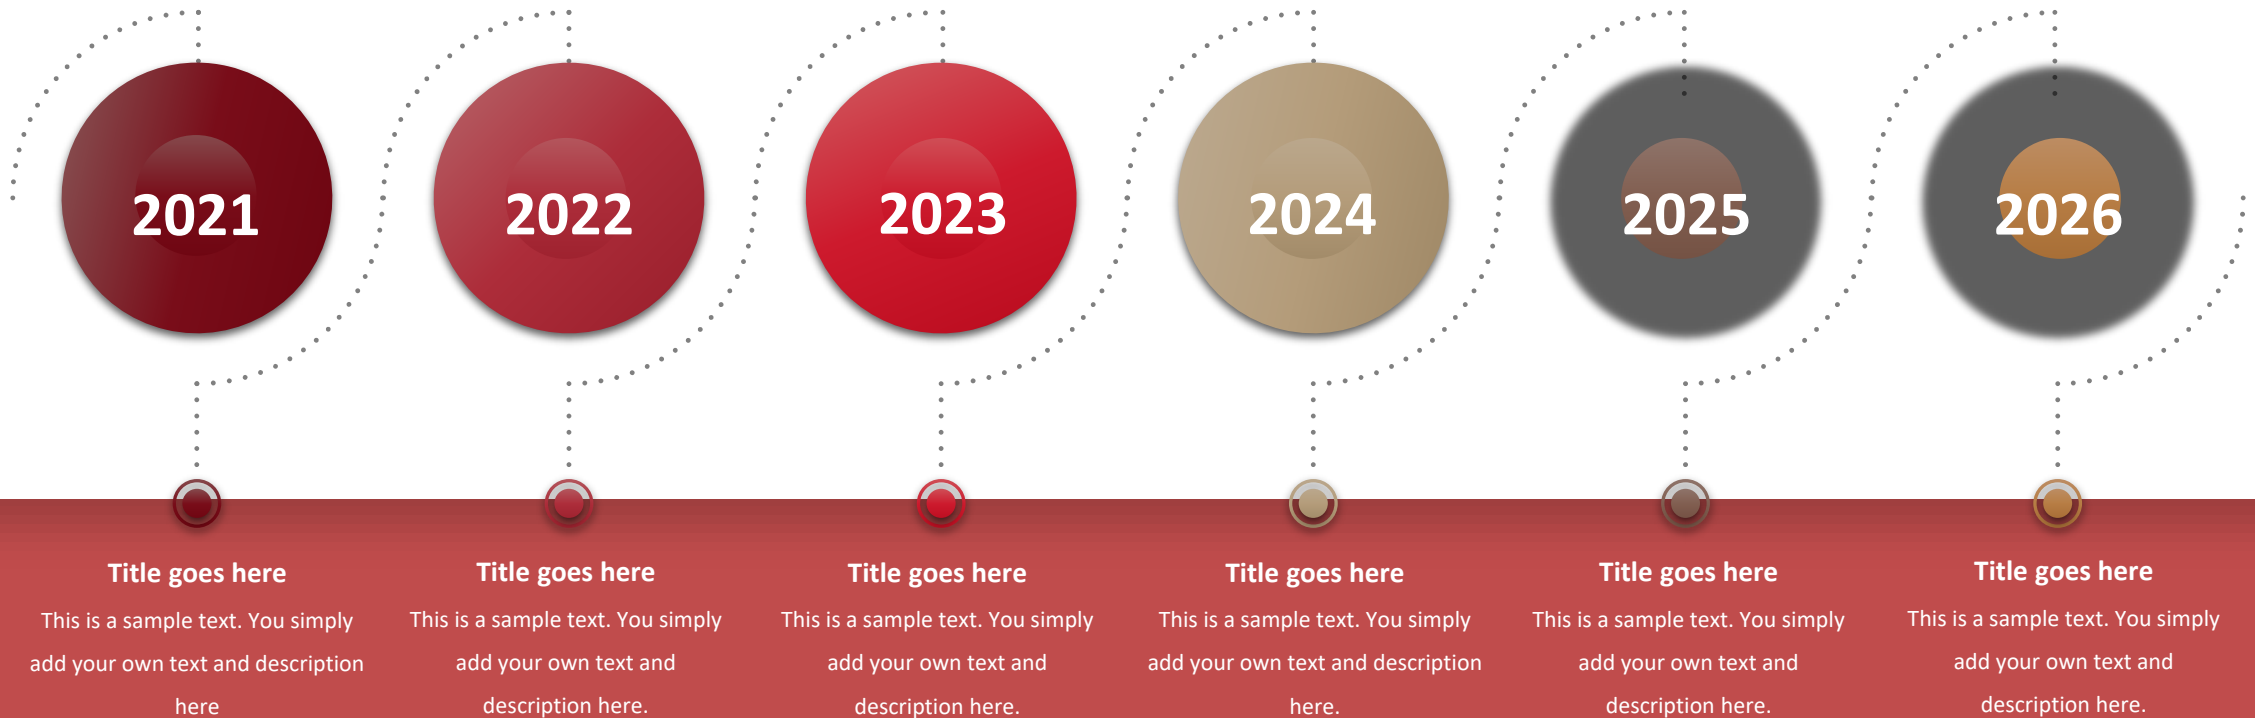 2021
2022
2023
2024
2025
2026
Title goes here
This is a sample text. You simply
add your own text and description
here
Title goes here
This is a sample text. You simply
add your own text and
description here.
Title goes here
This is a sample text. You simply
add your own text and
description here.
Title goes here
This is a sample text. You simply
add your own text and description
here.
Title goes here
This is a sample text. You simply
add your own text and
description here.
Title goes here
This is a sample text. You simply
add your own text and
description here.